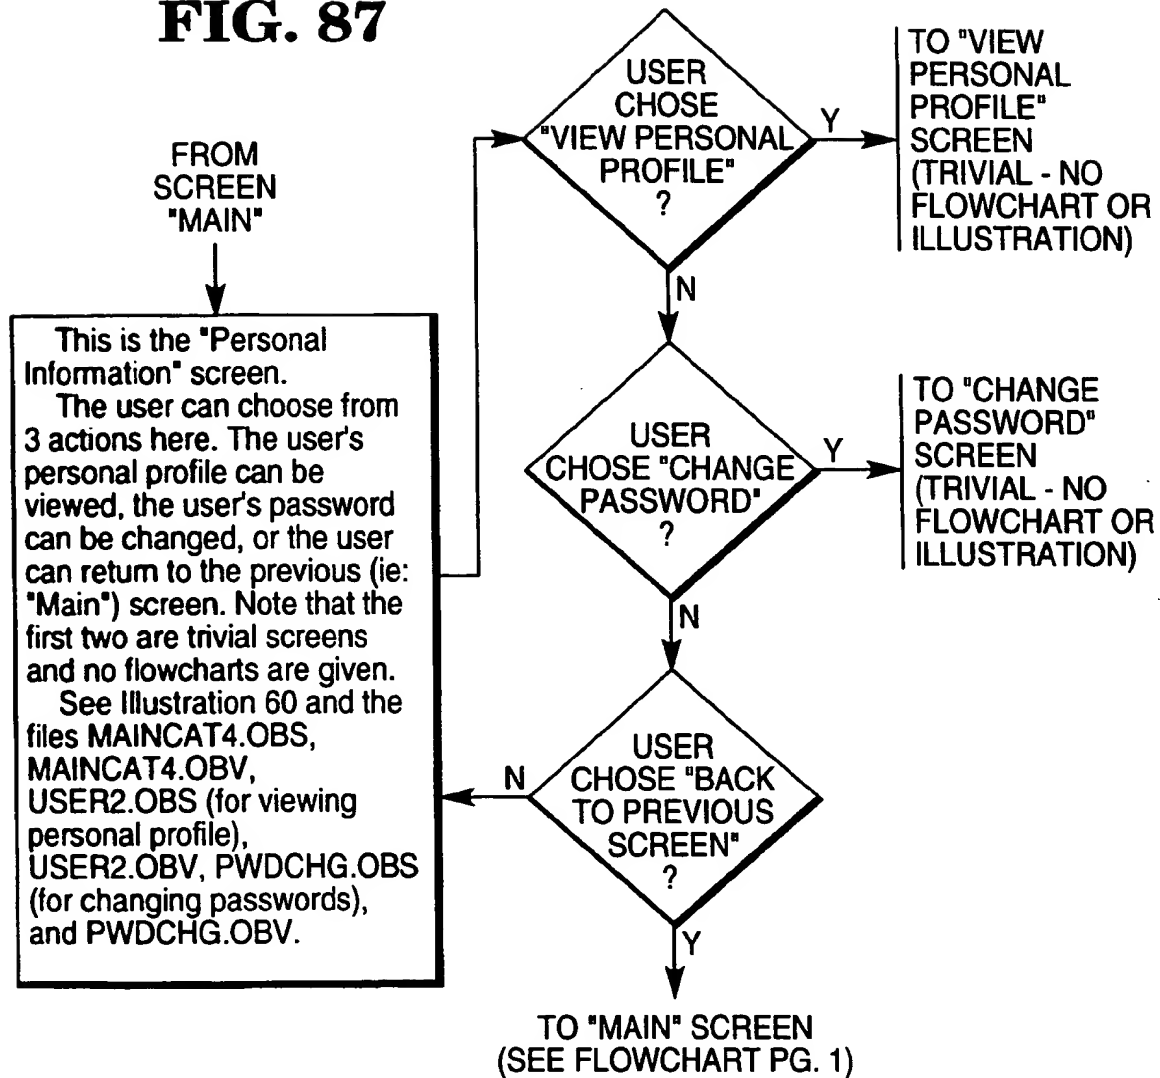 FIG. 87
FROM
SCREEN
"MAIN"
This is the "Personal
Information" screen.
The user can choose from
3 actions here. The user's
personal profile can be
viewed, the user's password
can be changed, or the user
can return to the previous (ie:
"Main") screen. Note that the
first two are trivial screens
and no flowcharts are given.
See Illustration 60 and the
files MAINCAT4.OBS,
MAINCAT4.OBV,
USER2.OBS (for viewing
personal profile),
USER2.OBV, PWDCHG.OBS
(for changing passwords),
and PWDCHG.OBV.
USER
CHOSE
"VIEW PERSONAL
PROFILE"
?
Y
TO "VIEW
PERSONAL
PROFILE"
SCREEN
(TRIVIAL - NO
FLOWCHART OR
ILLUSTRATION)
N
USER
CHOSE "CHANGE
PASSWORD"
?
Y
TO "CHANGE
PASSWORD"
SCREEN
(TRIVIAL - NO
FLOWCHART OR
ILLUSTRATION)
N
USER
CHOSE "BACK
TO PREVIOUS
SCREEN"
?
N
Y
TO "MAIN" SCREEN
(SEE FLOWCHART PG. 1)